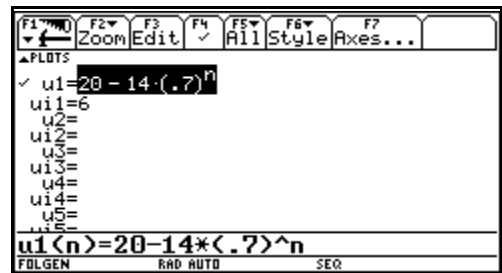 F1 F2 Zoom F3 Edit F4 ✓ F5 All F6 Style F7 Axes...
PLOTS
✓ u1=20 - 14·(.7)^n
ui1=6
u2=
ui2=
u3=
ui3=
u4=
ui4=
u5=
ui5=
u1(n)=20-14*(.7)^n
FOLGEN RAD AUTO SEQ